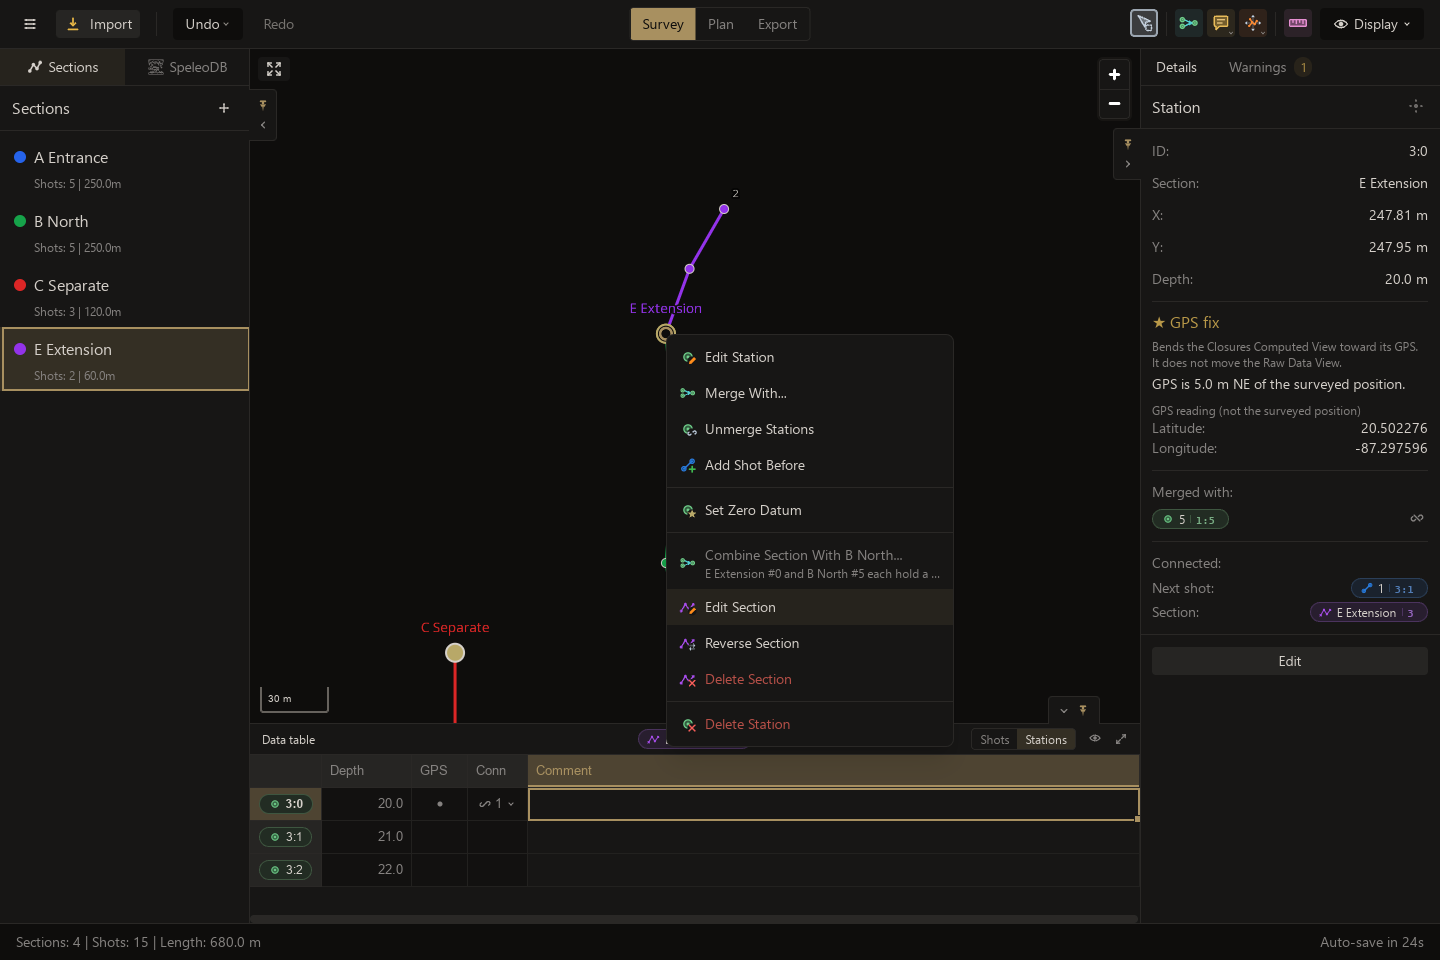 Import
Undo
Redo
Survey
Plan
Export
Display
Sections
SpeleoDB
Details
Warnings 1
Sections
A Entrance
Shots: 5 | 250.0m
B North
Shots: 5 | 250.0m
C Separate
Shots: 3 | 120.0m
E Extension
Shots: 2 | 60.0m
2
E Extension
C Separate
30 m
Edit Station
Merge With...
Unmerge Stations
Add Shot Before
Set Zero Datum
Combine Section With B North...
E Extension #0 and B North #5 each hold a ...
Edit Section
Reverse Section
Delete Section
Delete Station
Station
ID: 3:0
Section: E Extension
X: 247.81 m
Y: 247.95 m
Depth: 20.0 m
★ GPS fix
Bends the Closures Computed View toward its GPS.
It does not move the Raw Data View.
GPS is 5.0 m NE of the surveyed position.
GPS reading (not the surveyed position)
Latitude: 20.502276
Longitude: -87.297596
Merged with:
5 | 1:5
Connected:
Next shot: 1 | 3:1
Section: E Extension | 3
Edit
Data table
Shots
Stations
Depth GPS Conn Comment
3:0 20.0 • 1
3:1 21.0
3:2 22.0
Sections: 4 | Shots: 15 | Length: 680.0 m
Auto-save in 24s